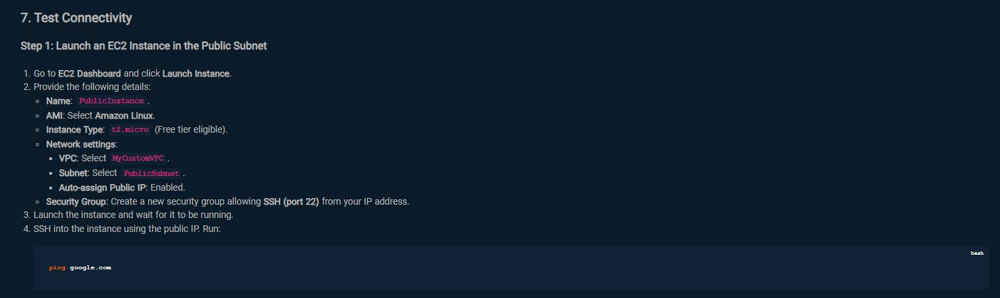 7. Test Connectivity
Step 1: Launch an EC2 Instance in the Public Subnet
1. Go to EC2 Dashboard and click Launch Instance.
2. Provide the following details:
Name: PublicInstance.
AMI: Select Amazon Linux.
Instance Type: t2.micro (Free tier eligible).
Network settings:
VPC: Select MyCustomVPC.
Subnet: Select PublicSubnet.
Auto-assign Public IP: Enabled.
Security Group: Create a new security group allowing SSH (port 22) from your IP address.
3. Launch the instance and wait for it to be running.
4. SSH into the instance using the public IP. Run:
bash
ping google.com